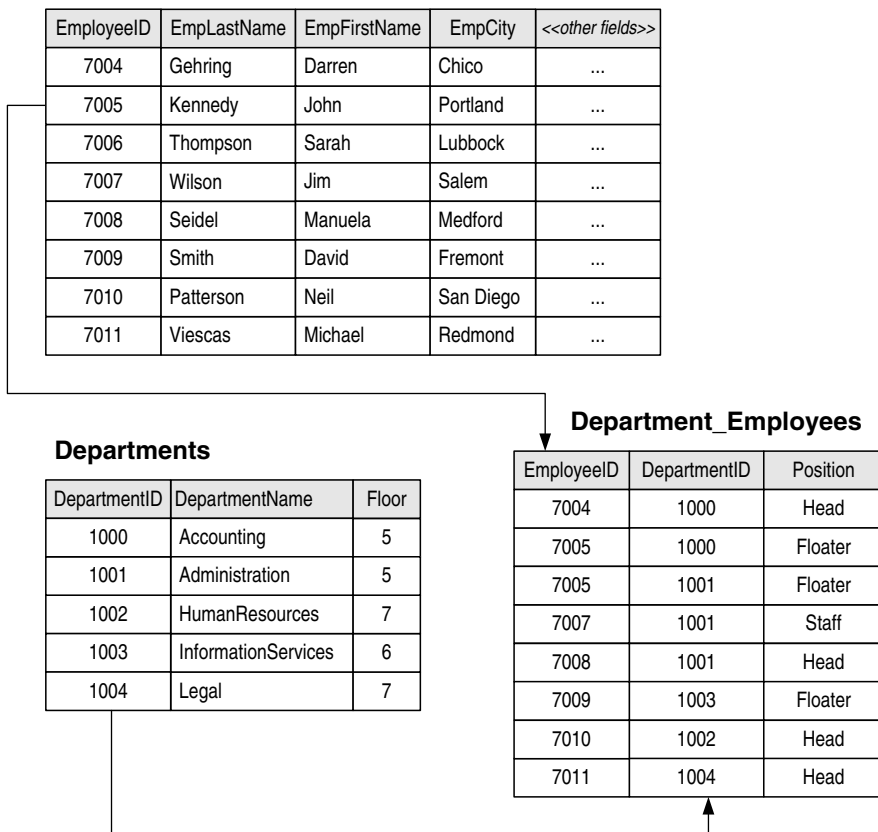 EmployeeID EmpLastName EmpFirstName EmpCity <<other fields>>
7004 Gehring Darren Chico ...
7005 Kennedy John Portland ...
7006 Thompson Sarah Lubbock ...
7007 Wilson Jim Salem ...
7008 Seidel Manuela Medford ...
7009 Smith David Fremont ...
7010 Patterson Neil San Diego ...
7011 Viescas Michael Redmond ...
Departments
DepartmentID DepartmentName Floor
1000 Accounting 5
1001 Administration 5
1002 HumanResources 7
1003 InformationServices 6
1004 Legal 7
Department_Employees
EmployeeID DepartmentID Position
7004 1000 Head
7005 1000 Floater
7005 1001 Floater
7007 1001 Staff
7008 1001 Head
7009 1003 Floater
7010 1002 Head
7011 1004 Head